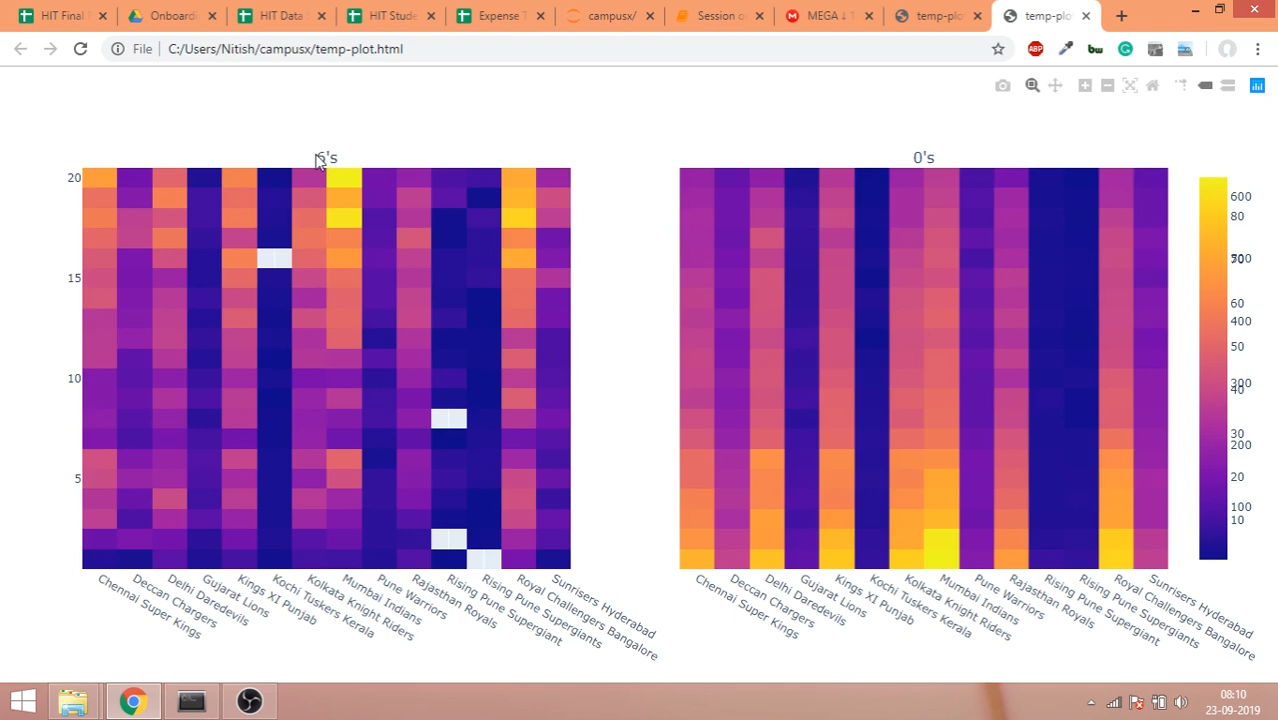 HIT Final
Onboardi
HIT Data
HIT Stude
Expense T
campusx/
Session o
MEGA
temp-plo
temp-plo
File C:/Users/Nitish/campusx/temp-plot.html
ABP
bw
6's
0's
20
15
10
5
600
80
500
60
400
50
300
40
30
200
20
100
10
Chennai Super Kings
Deccan Chargers
Delhi Daredevils
Gujarat Lions
Kings XI Punjab
Kochi Tuskers Kerala
Kolkata Knight Riders
Mumbai Indians
Pune Warriors
Rajasthan Royals
Rising Pune Supergiant
Rising Pune Supergiants
Royal Challengers Bangalore
Sunrisers Hyderabad
Chennai Super Kings
Deccan Chargers
Delhi Daredevils
Gujarat Lions
Kings XI Punjab
Kochi Tuskers Kerala
Kolkata Knight Riders
Mumbai Indians
Pune Warriors
Rajasthan Royals
Rising Pune Supergiant
Rising Pune Supergiants
Royal Challengers Bangalore
Sunrisers Hyderabad
08:10
23-09-2019